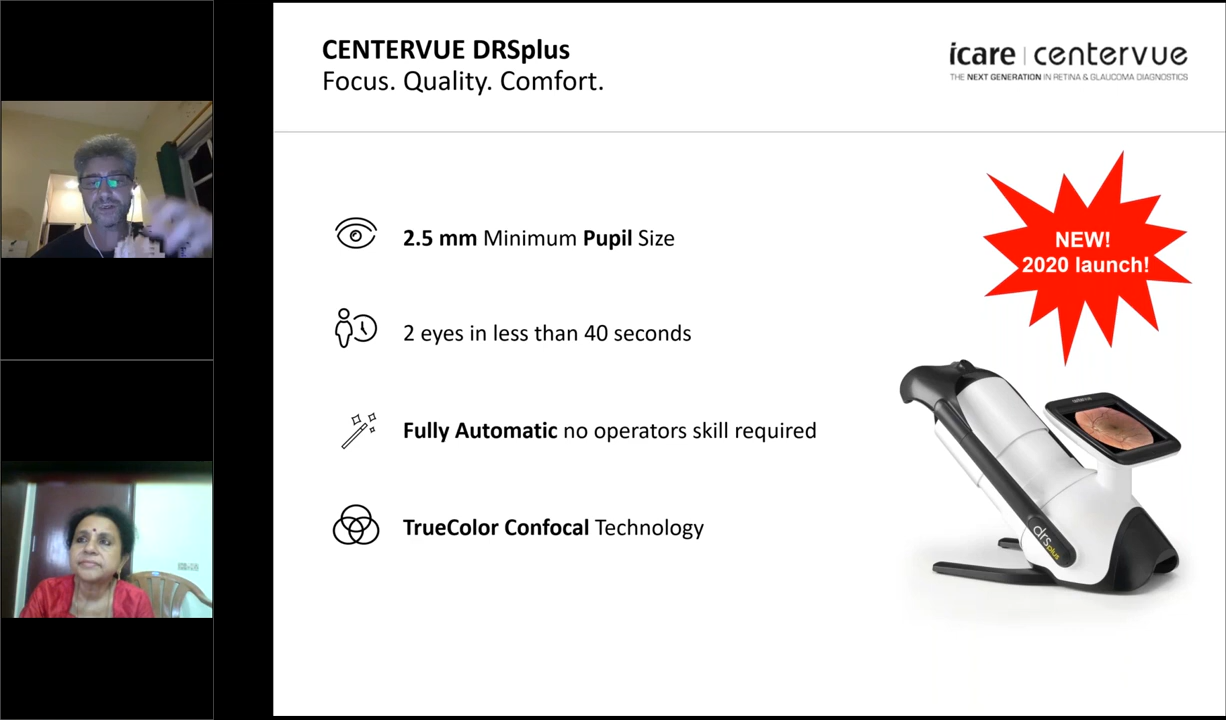 CENTERVUE DRSplus
Focus. Quality. Comfort.
icare | centervue
THE NEXT GENERATION IN RETINA & GLAUCOMA DIAGNOSTICS
NEW!
2020 launch!
2.5 mm Minimum Pupil Size
2 eyes in less than 40 seconds
Fully Automatic no operators skill required
TrueColor Confocal Technology
drsplus